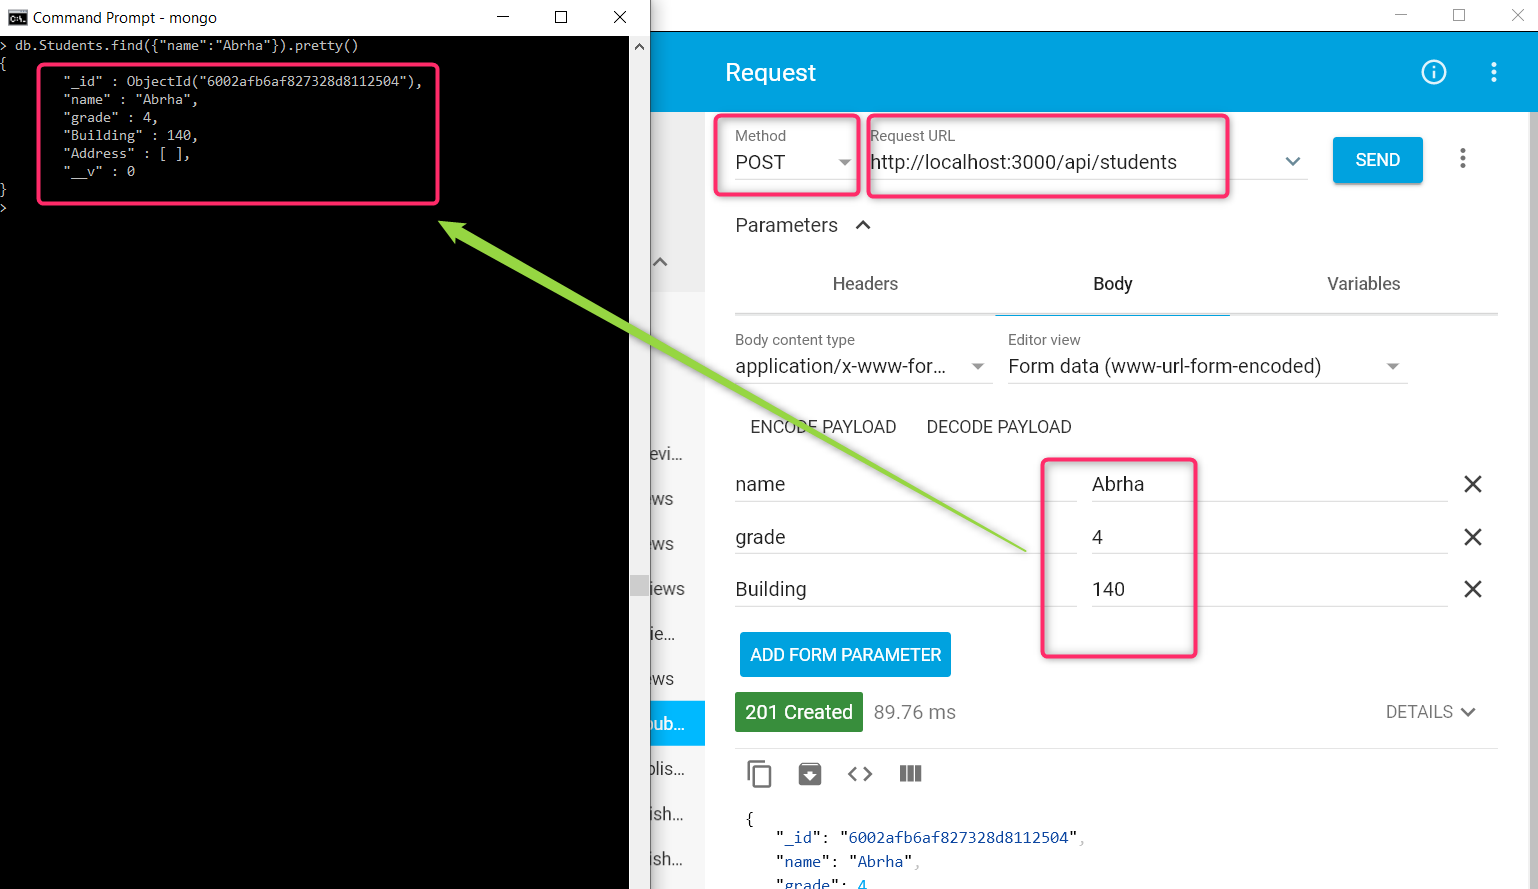 Command Prompt - mongo
> db.Students.find({"name":"Abrha"}).pretty()
{
"_id" : ObjectId("6002afb6af827328d8112504"),
"name" : "Abrha",
"grade" : 4,
"Building" : 140,
"Address" : [ ],
"__v" : 0
}
>
Request
Method
Request URL
POST
http://localhost:3000/api/students
SEND
Parameters
Headers
Body
Variables
Body content type
Editor view
application/x-www-for...
Form data (www-url-form-encoded)
ENCODE PAYLOAD
DECODE PAYLOAD
evi...
ws
name
Abrha
grade
4
ws
iews
Building
140
ie...
ADD FORM PARAMETER
ws
201 Created
89.76 ms
DETAILS
pub...
lis...
ish...
ish...
{
"_id": "6002afb6af827328d8112504",
"name": "Abrha",
"grade": 4